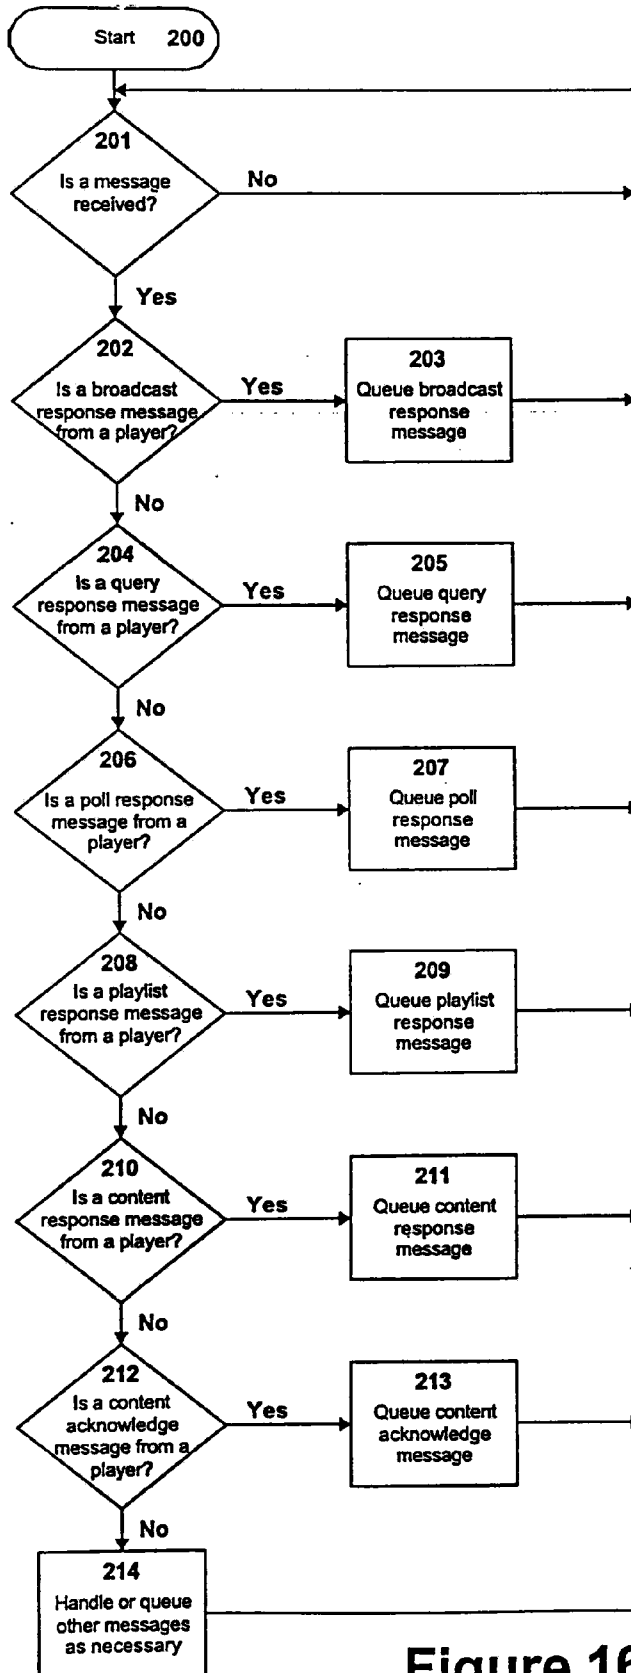 Start 200
201
Is a message
received?
No
Yes
202
Is a broadcast
response message
from a player?
Yes
203
Queue broadcast
response
message
No
204
Is a query
response message
from a player?
Yes
205
Queue query
response
message
No
206
Is a poll response
message from a
player?
Yes
207
Queue poll
response
message
No
208
Is a playlist
response message
from a player?
Yes
209
Queue playlist
response
message
No
210
Is a content
response message
from a player?
Yes
211
Queue content
response
message
No
212
Is a content
acknowledge
message from a
player?
Yes
213
Queue content
acknowledge
message
No
214
Handle or queue
other messages
as necessary
Figure 16